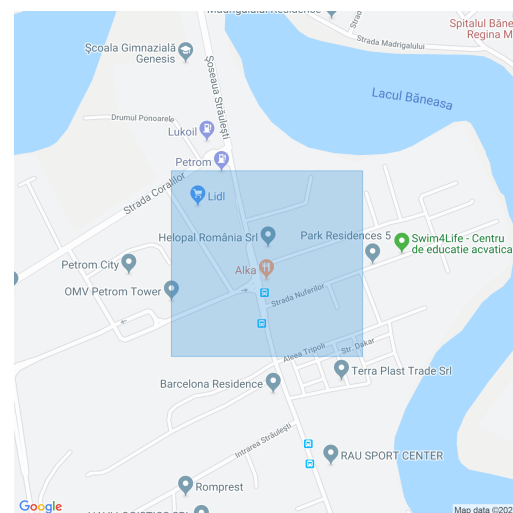 Madrigalului Residence
Spitalul Băne
Regina M
Strada Madrigalului
Școala Gimnazială
Genesis
Șoseaua Străulești
Lacul Băneasa
Drumul Ponoarele
Lukoil
Petrom
Strada Coralilor
Lidl
Helopal România Srl
Park Residences 5
Swim4Life - Centru
de educatie acvatica
Petrom City
Alka
OMV Petrom Tower
Strada Nuferilor
Aleea Tripoli
Str. Dakar
Terra Plast Trade Srl
Barcelona Residence
Intrarea Străulești
RAU SPORT CENTER
Romprest
Google
Map data ©202